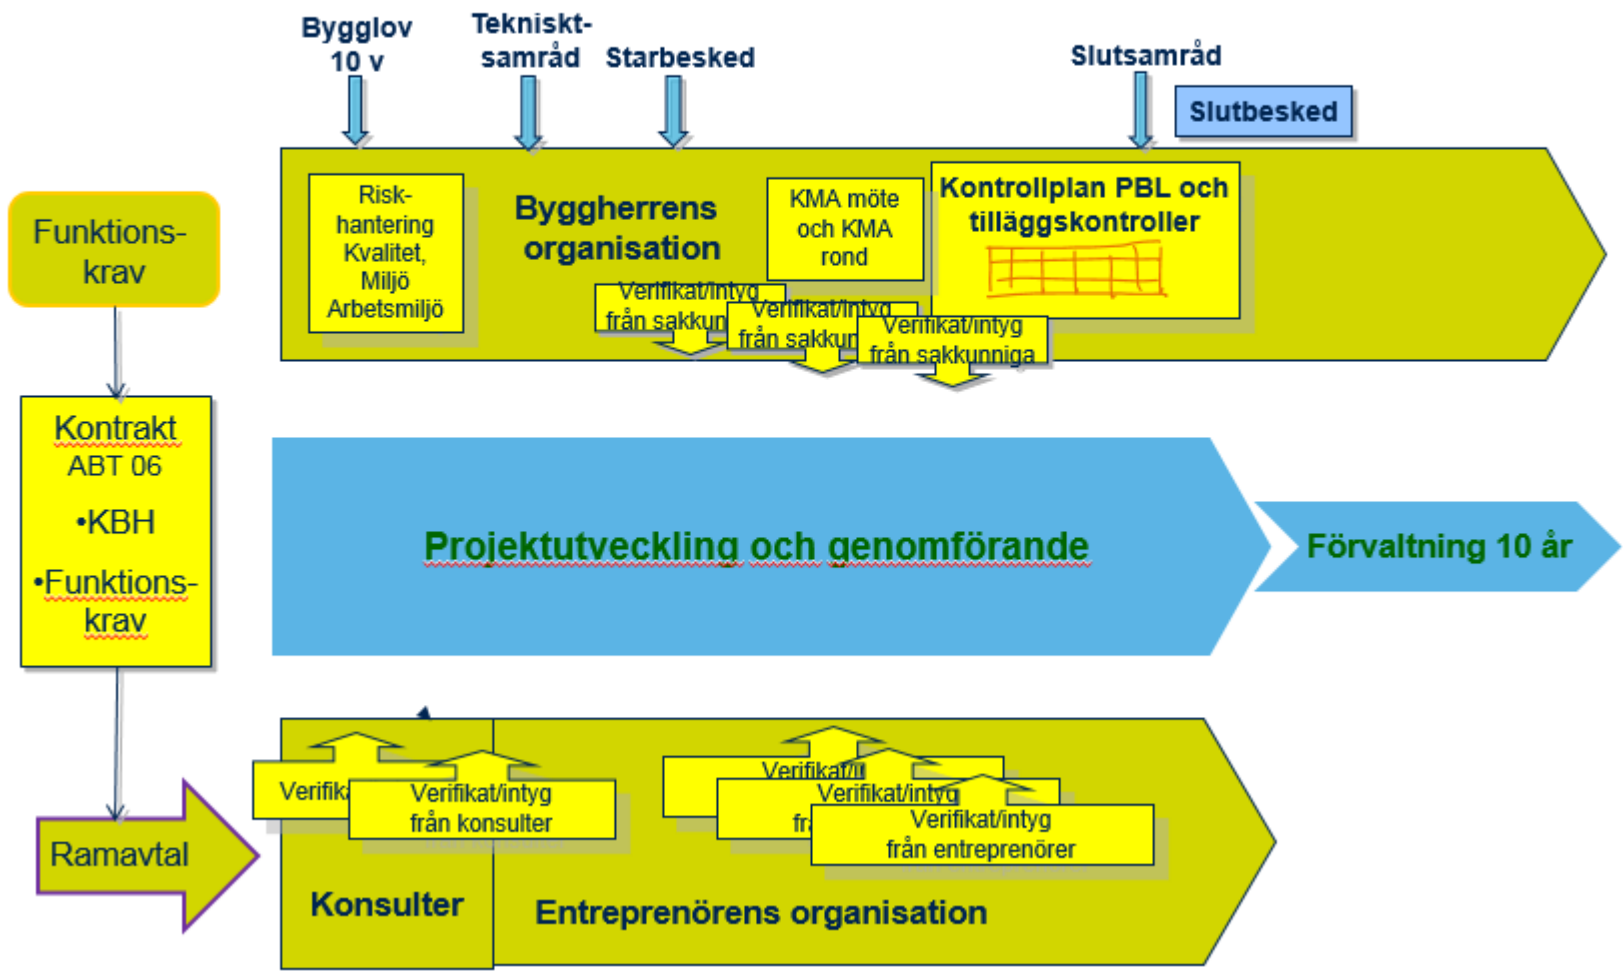 Bygglov
10 v
Tekniskt-
samråd
Starbesked
Slutsamråd
Slutbesked
Funktions-
krav
Risk-
hantering
Kvalitet,
Miljö
Arbetsmiljö
Byggherrens
organisation
KMA möte
och KMA
rond
Kontrollplan PBL och
tilläggskontroller
Verifikat/intyg
från sakkun
Verifikat/intyg
från sakkun
Verifikat/intyg
från sakkunniga
Kontrakt
ABT 06
•KBH
•Funktions-
krav
Projektutveckling och genomförande
Förvaltning 10 år
Ramavtal
Verifika
Verifikat/intyg
från konsulter
Konsulter
Verifikat/i
Verifikat/intyg
fr
Verifikat/intyg
från entreprenörer
Entreprenörens organisation